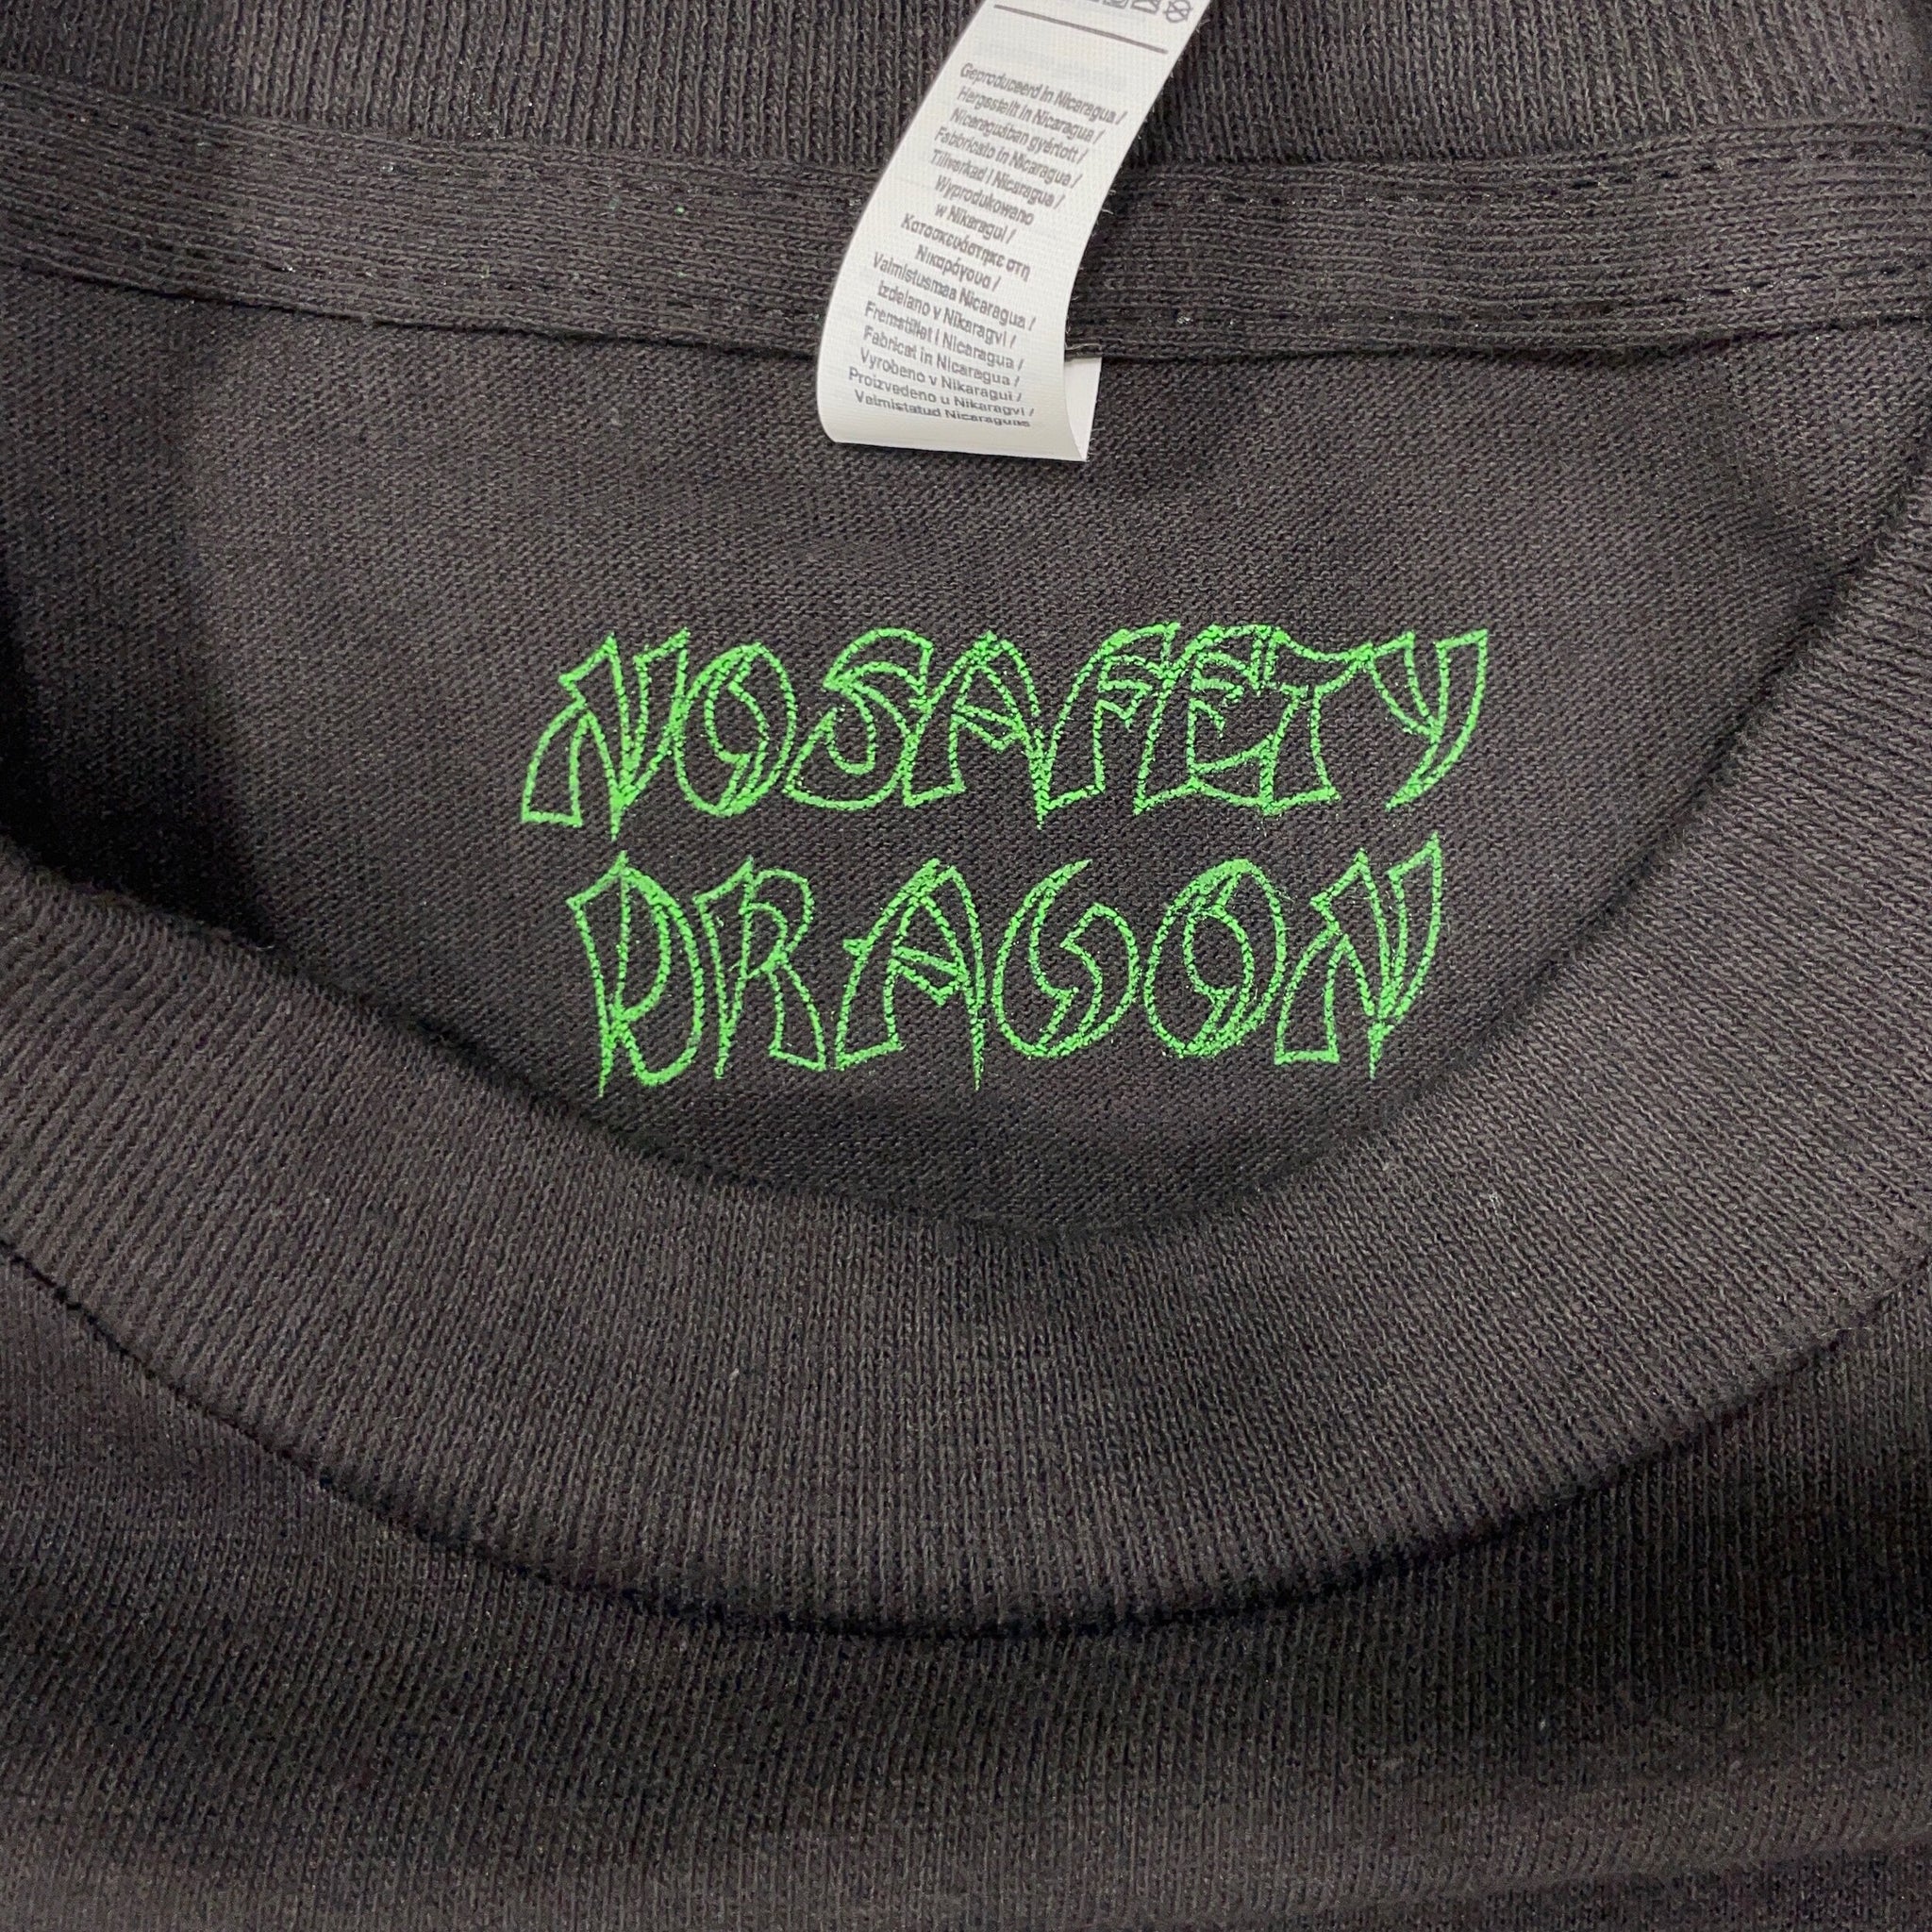 Geproduceerd in Nicaragua /
Hergestellt in Nicaragua /
Nicaraguában gyártott /
Fabbricato in Nicaragua /
Tillverkad i Nicaragua /
Wyprodukowano
w Nikaragui /
Κατασκευάστηκε στη
Νικαράγουα /
Valmistusmaa Nicaragua /
Izdelano v Nikaragvi /
Fremstillet i Nicaragua /
Fabricat în Nicaragua /
Vyrobeno v Nikaragui /
Proizvedeno u Nikaragvi /
Valmistatud Nicaraguas
NOSAFETY
DRAGON